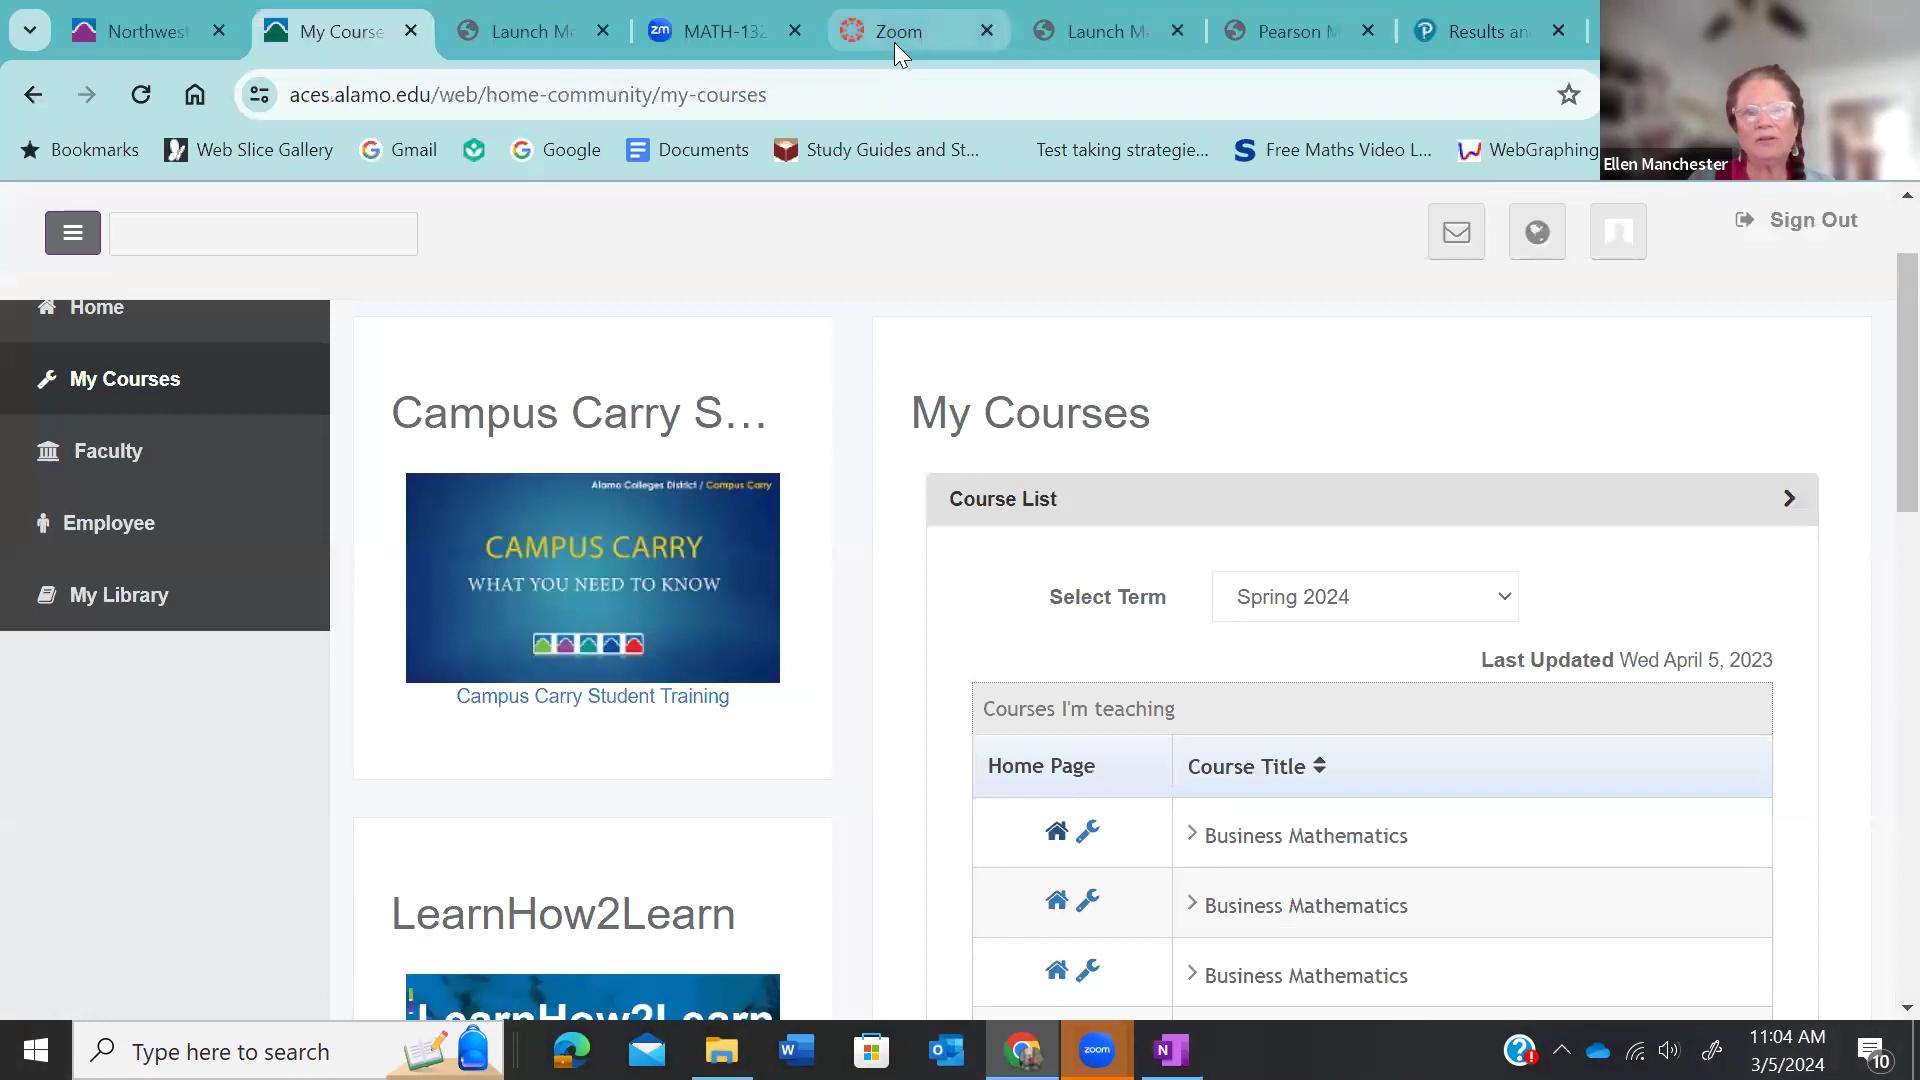 Northwest
My Course
Launch Me
zm MATH-132
Zoom
Launch M
Pearson M
Results an
aces.alamo.edu/web/home-community/my-courses
Bookmarks
Web Slice Gallery
Gmail
Google
Documents
Study Guides and St...
Test taking strategie...
Free Maths Video L...
WebGraphing
Ellen Manchester
Sign Out
Home
My Courses
Faculty
Employee
My Library
Campus Carry S...
Alamo Colleges District / Campus Carry
CAMPUS CARRY
WHAT YOU NEED TO KNOW
Campus Carry Student Training
LearnHow2Learn
LearnHow2Learn
My Courses
Course List
Select Term
Spring 2024
Last Updated Wed April 5, 2023
Courses I'm teaching
Home Page
Course Title
Business Mathematics
Business Mathematics
Business Mathematics
Type here to search
zoom
11:04 AM
3/5/2024
10